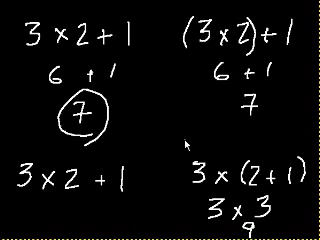 3 × 2 + 1
6 + 1
7
(3 × 2) + 1
6 + 1
7
3 × 2 + 1
3 × (2 + 1)
3 × 3
9